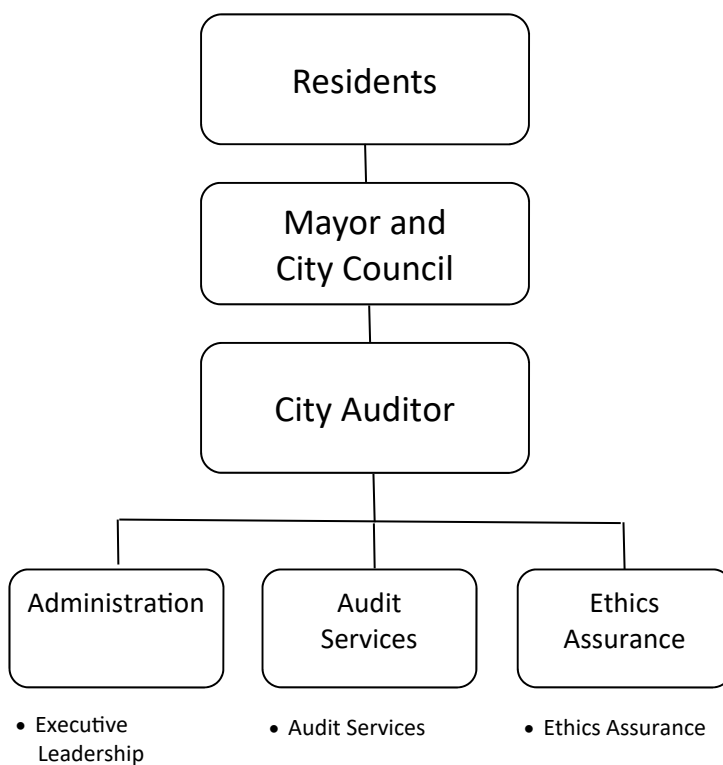 Residents
Mayor and
City Council
City Auditor
Administration
Audit
Services
Ethics
Assurance
• Executive
Leadership
• Audit Services
• Ethics Assurance